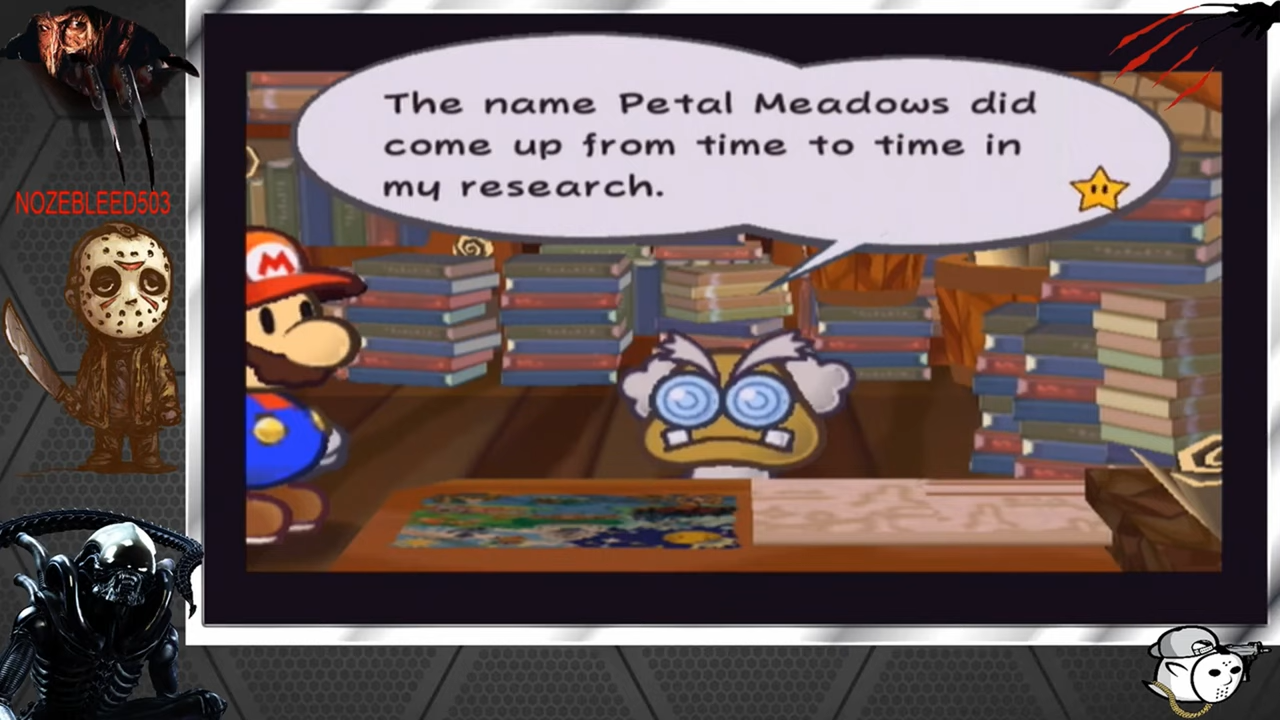 The name Petal Meadows did
come up from time to time in
my research.
NOZEBLEED503
M